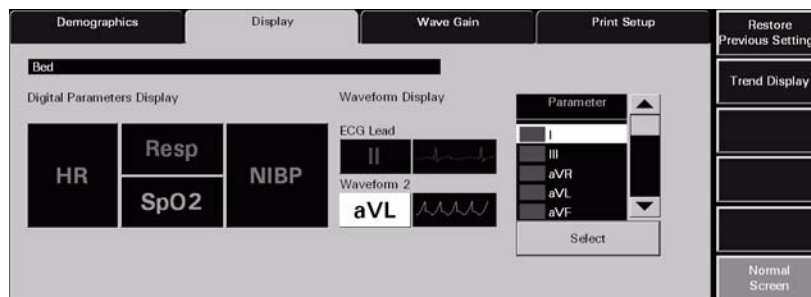 Demographics
Display
Wave Gain
Print Setup
Restore
Previous Setting
Bed
Trend Display
Digital Parameters Display
Waveform Display
Parameter
ECG Lead
HR
Resp
SpO2
NIBP
II
Waveform 2
aVL
I
III
aVR
aVL
aVF
Select
Normal
Screen